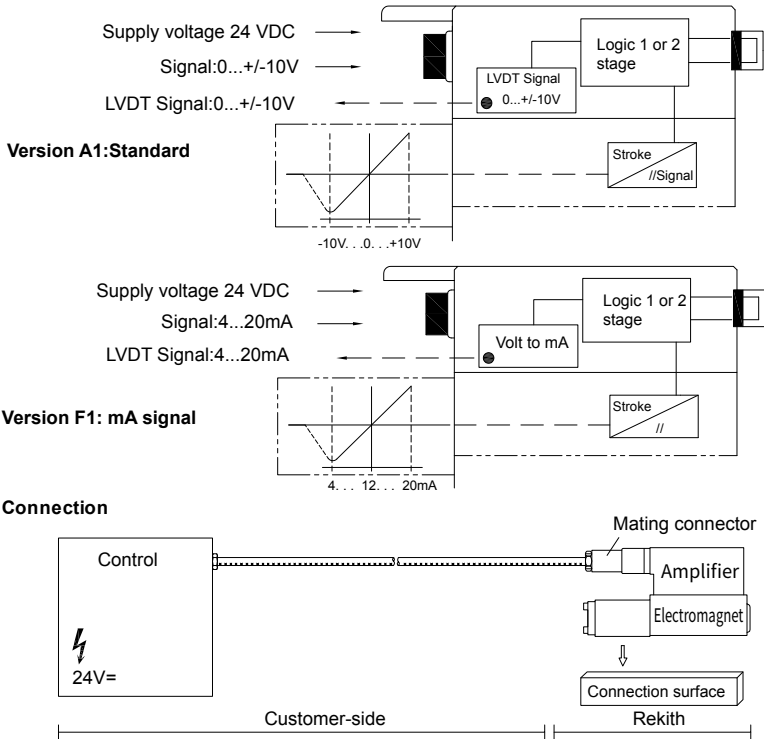 Supply voltage 24 VDC
Signal:0...+/-10V
LVDT Signal:0...+/-10V
LVDT Signal
0...+/-10V
Logic 1 or 2
stage
Version A1:Standard
Stroke
//Signal
-10V. . .0. . .+10V
Supply voltage 24 VDC
Signal:4...20mA
LVDT Signal:4...20mA
Volt to mA
Logic 1 or 2
stage
Version F1: mA signal
Stroke
//
4. . . 12. . . 20mA
Connection
Mating connector
Control
Amplifier
Electromagnet
24V=
Connection surface
Customer-side
Rekith